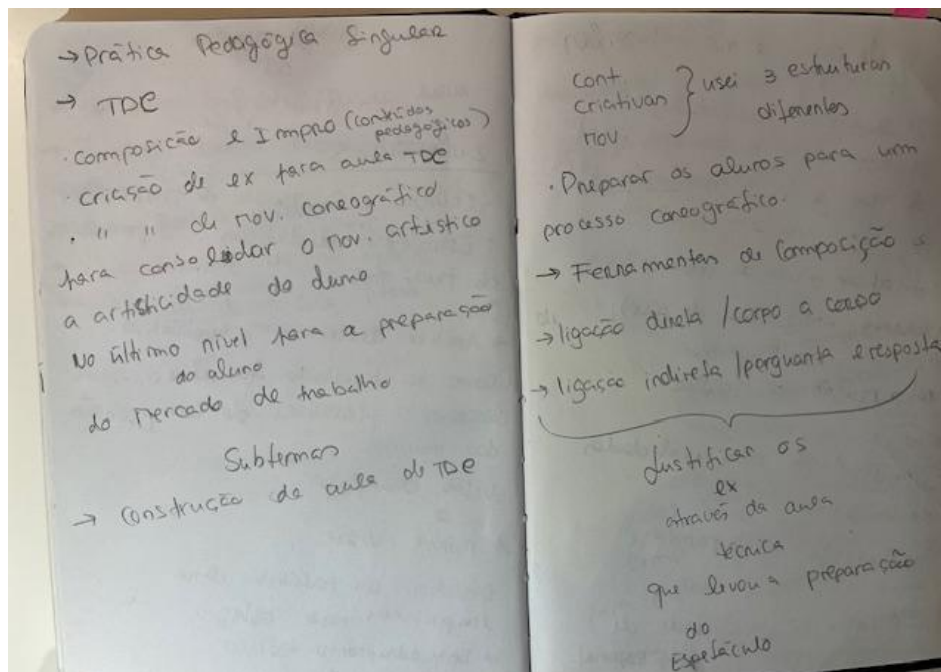 → Prática Pedagógica Singular
→ TDC
· Composição e Impro (conteúdos pedagógicos)
· criação de ex para aula TDC
· " " de mov. coreográfico
para consolidar o mov. artístico
a artisticidade do aluno
No último nível para a preparação
do aluno
do Mercado de trabalho
Subtemas
→ Construção da aula de TDC
Cont.
criativas
mov.
usei 3 estruturas
diferentes
· Preparar os alunos para um
processo coreográfico.
→ Ferramentas de Composição
→ ligação direta / corpo a corpo
→ ligação indireta / perguanta e resposta
Justificar os
ex
através da aula
técnica
que levou a preparação
do
Espetáculo